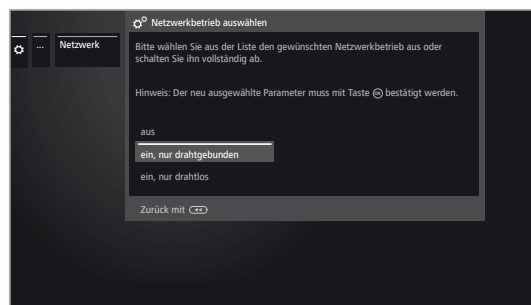 Netzwerkbetrieb auswählen
... Netzwerk
Bitte wählen Sie aus der Liste den gewünschten Netzwerkbetrieb aus oder
schalten Sie ihn vollständig ab.
Hinweis: Der neu ausgewählte Parameter muss mit Taste OK bestätigt werden.
aus
ein, nur drahtgebunden
ein, nur drahtlos
Zurück mit